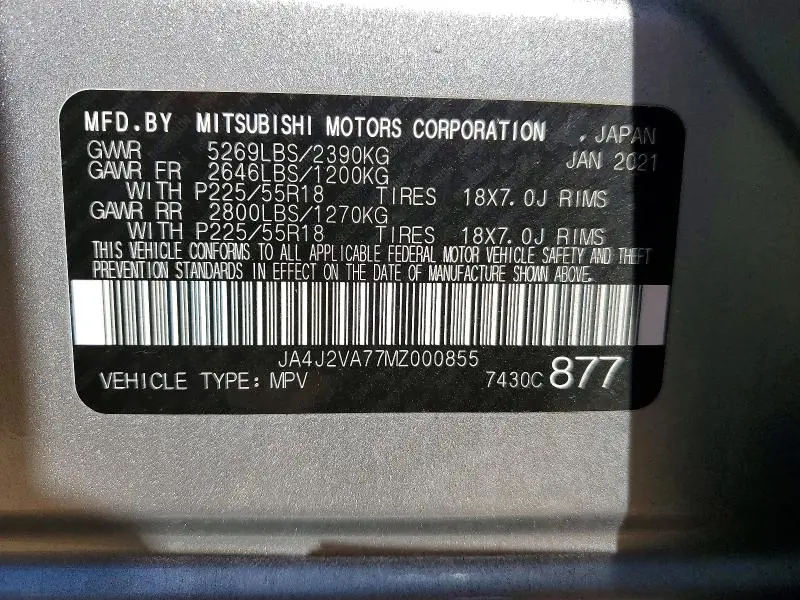 MFD.BY MITSUBISHI MOTORS CORPORATION , JAPAN
GVWR 5269LBS/2390KG JAN 2021
GAWR FR 2646LBS/1200KG
WITH P225/55R18 TIRES 18X7.0J RIMS
GAWR RR 2800LBS/1270KG
WITH P225/55R18 TIRES 18X7.0J RIMS
THIS VEHICLE CONFORMS TO ALL APPLICABLE FEDERAL MOTOR VEHICLE SAFETY AND THEFT
PREVENTION STANDARDS IN EFFECT ON THE DATE OF MANUFACTURE SHOWN ABOVE.
JA4J2VA77MZ000855
VEHICLE TYPE: MPV 7430C 877